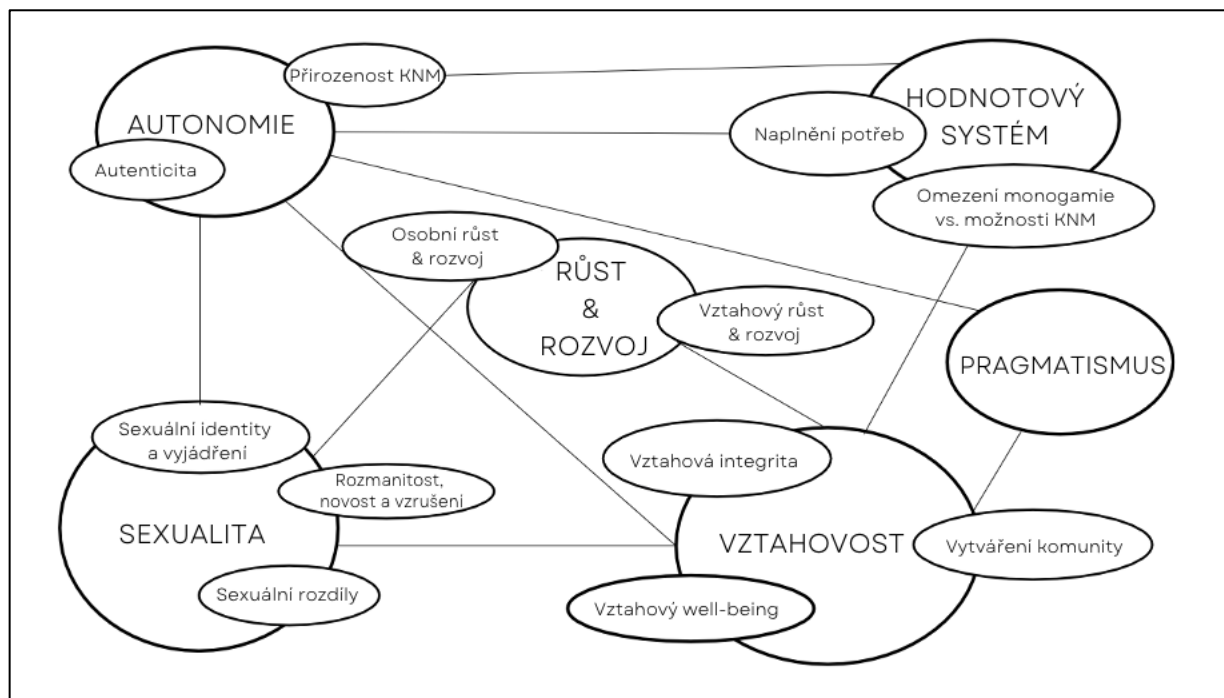 Přirozenost KNM
AUTONOMIE
Autenticita
HODNOTOVÝ
SYSTÉM
Naplnění potřeb
Omezení monogamie
vs. možnosti KNM
Osobní růst
& rozvoj
RŮST
&
ROZVOJ
Vztahový růst
& rozvoj
PRAGMATISMUS
Sexuální identity
a vyjádření
Rozmanitost,
novost a vzrušeni
SEXUALITA
Sexuální rozdíly
Vztahová integrita
VZTAHOVOST
Vytváření komunity
Vztahový well-being